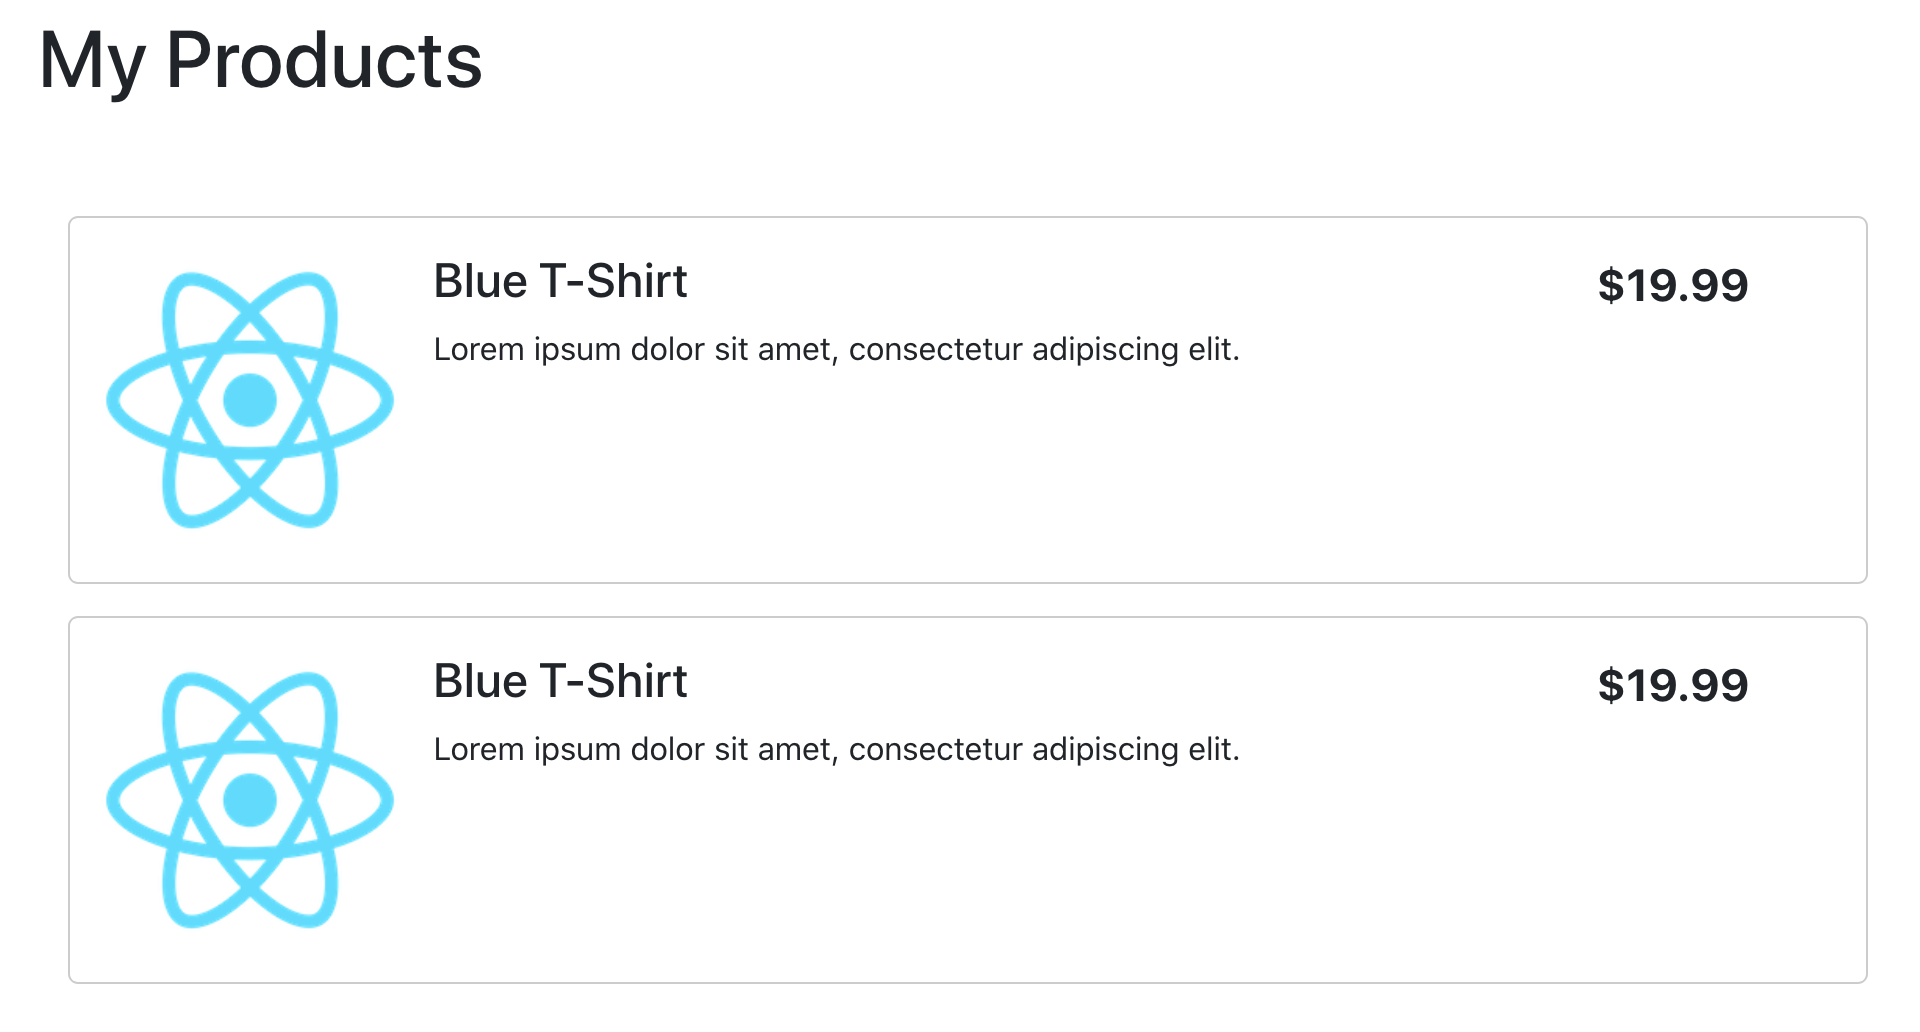 My Products
Blue T-Shirt
$19.99
Lorem ipsum dolor sit amet, consectetur adipiscing elit.
Blue T-Shirt
$19.99
Lorem ipsum dolor sit amet, consectetur adipiscing elit.